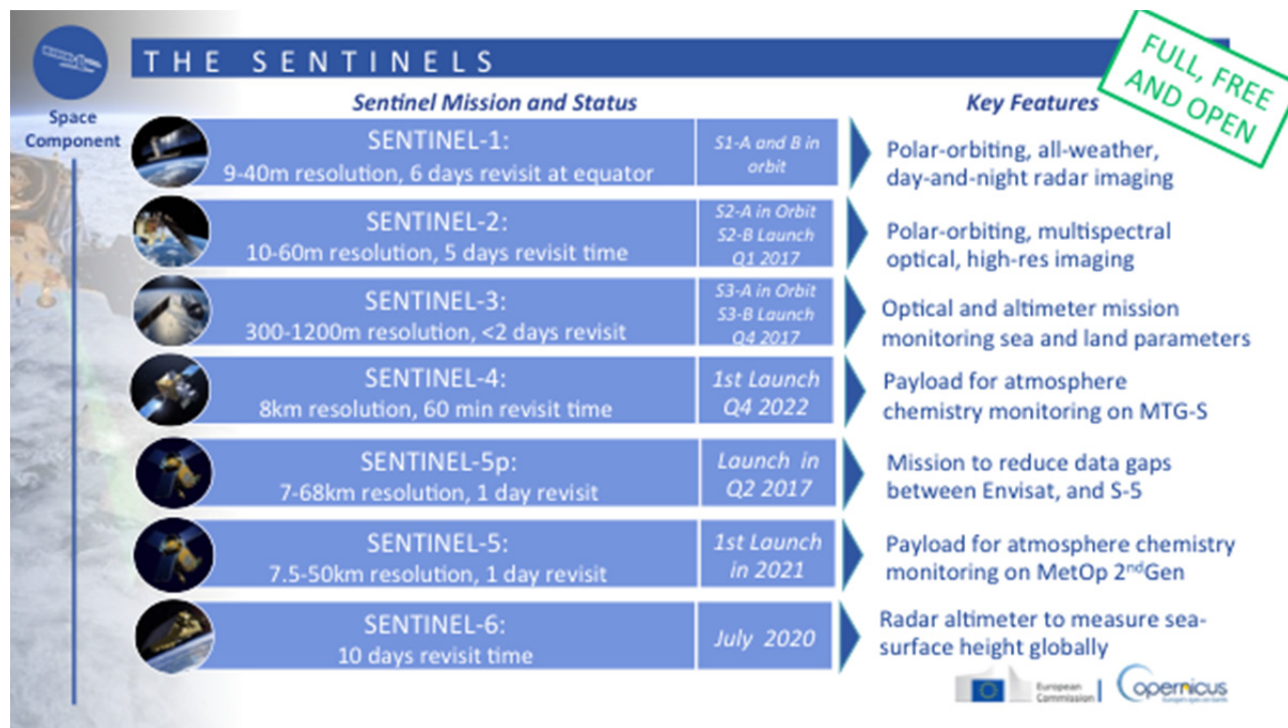 THE SENTINELS
FULL, FREE
AND OPEN
Space
Component
Sentinel Mission and Status
Key Features
SENTINEL-1:
9-40m resolution, 6 days revisit at equator
S1-A and B in
orbit
Polar-orbiting, all-weather,
day-and-night radar imaging
SENTINEL-2:
10-60m resolution, 5 days revisit time
S2-A in Orbit
S2-B Launch
Q1 2017
Polar-orbiting, multispectral
optical, high-res imaging
SENTINEL-3:
300-1200m resolution, <2 days revisit
S3-A in Orbit
S3-B Launch
Q4 2017
Optical and altimeter mission
monitoring sea and land parameters
SENTINEL-4:
8km resolution, 60 min revisit time
1st Launch
Q4 2022
Payload for atmosphere
chemistry monitoring on MTG-S
SENTINEL-5p:
7-68km resolution, 1 day revisit
Launch in
Q2 2017
Mission to reduce data gaps
between Envisat, and S-5
SENTINEL-5:
7.5-50km resolution, 1 day revisit
1st Launch
in 2021
Payload for atmosphere chemistry
monitoring on MetOp 2ndGen
SENTINEL-6:
10 days revisit time
July 2020
Radar altimeter to measure sea-
surface height globally
European
Commission
Copernicus